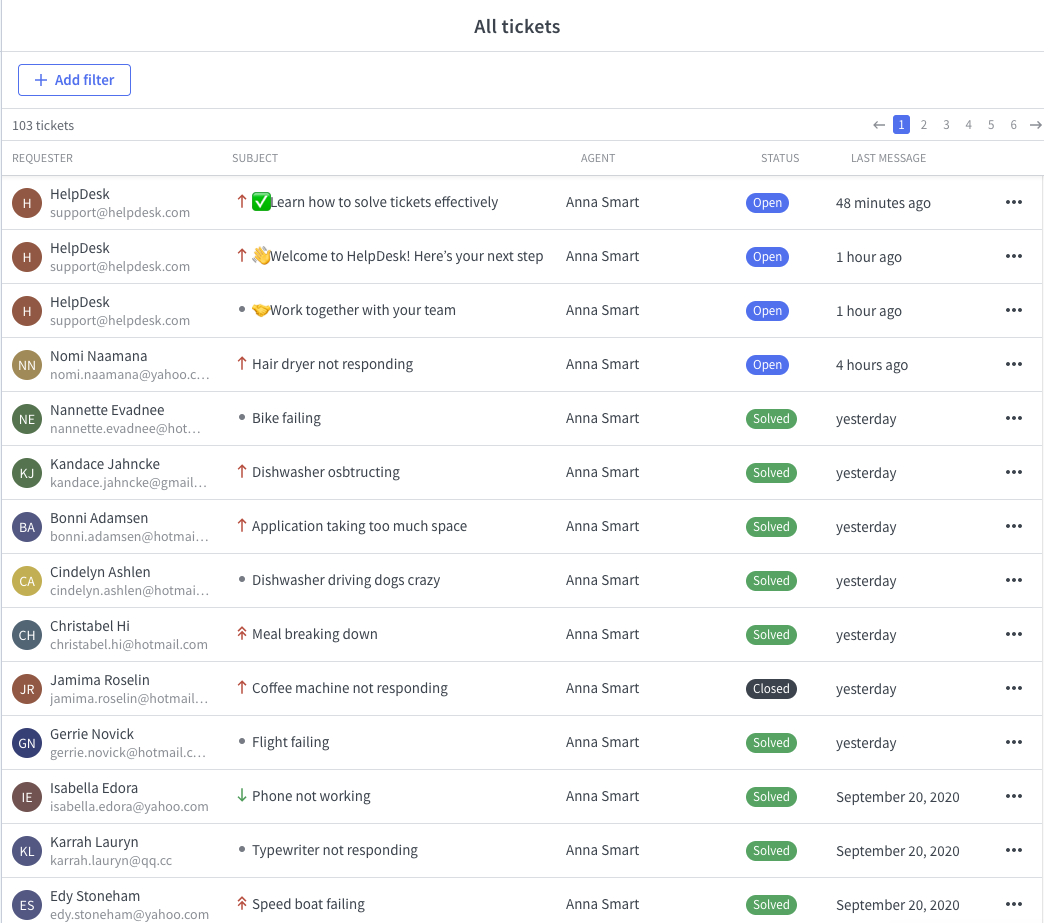 All tickets
+ Add filter
103 tickets
← 1 2 3 4 5 6 →
REQUESTER SUBJECT AGENT STATUS LAST MESSAGE
H HelpDesk
support@helpdesk.com
↑ ✅Learn how to solve tickets effectively Anna Smart Open 48 minutes ago •••
H HelpDesk
support@helpdesk.com
↑ 👋Welcome to HelpDesk! Here’s your next step Anna Smart Open 1 hour ago •••
H HelpDesk
support@helpdesk.com
• 🤝Work together with your team Anna Smart Open 1 hour ago •••
NN Nomi Naamana
nomi.naamana@yahoo.c…
↑ Hair dryer not responding Anna Smart Open 4 hours ago •••
NE Nannette Evadnee
nannette.evadnee@hot…
• Bike failing Anna Smart Solved yesterday •••
KJ Kandace Jahncke
kandace.jahncke@gmail…
↑ Dishwasher osbtructing Anna Smart Solved yesterday •••
BA Bonni Adamsen
bonni.adamsen@hotmai…
↑ Application taking too much space Anna Smart Solved yesterday •••
CA Cindelyn Ashlen
cindelyn.ashlen@hotmai…
• Dishwasher driving dogs crazy Anna Smart Solved yesterday •••
CH Christabel Hi
christabel.hi@hotmail.com
Meal breaking down Anna Smart Solved yesterday •••
JR Jamima Roselin
jamima.roselin@hotmail…
↑ Coffee machine not responding Anna Smart Closed yesterday •••
GN Gerrie Novick
gerrie.novick@hotmail.c…
• Flight failing Anna Smart Solved yesterday •••
IE Isabella Edora
isabella.edora@yahoo.com
↓ Phone not working Anna Smart Solved September 20, 2020 •••
KL Karrah Lauryn
karrah.lauryn@qq.cc
• Typewriter not responding Anna Smart Solved September 20, 2020 •••
ES Edy Stoneham
edy.stoneham@yahoo.com
Speed boat failing Anna Smart Solved September 20, 2020 •••